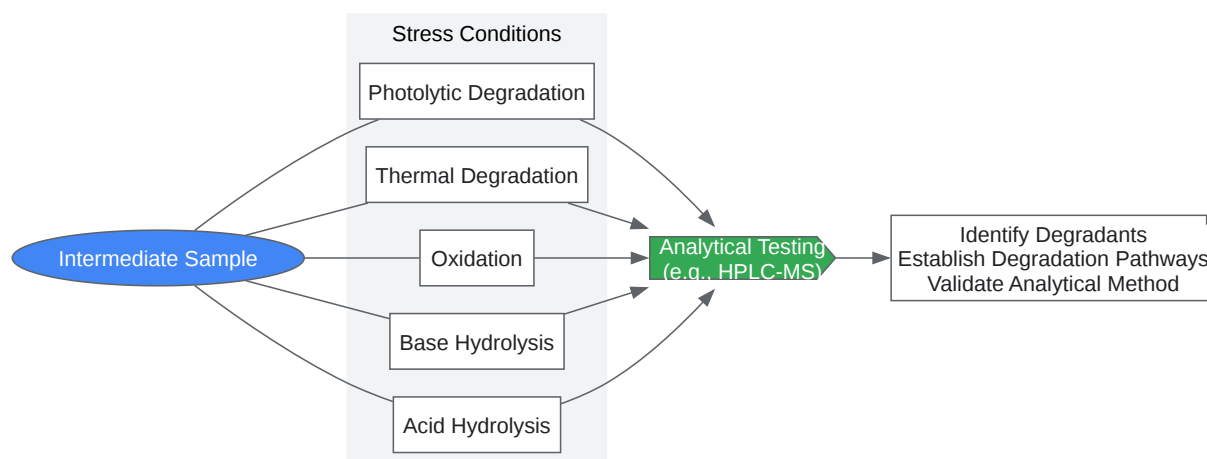 Stress Conditions
Photolytic Degradation
Thermal Degradation
Intermediate Sample
Oxidation
Base Hydrolysis
Acid Hydrolysis
Analytical Testing
(e.g., HPLC-MS)
Identify Degradants
Establish Degradation Pathways
Validate Analytical Method